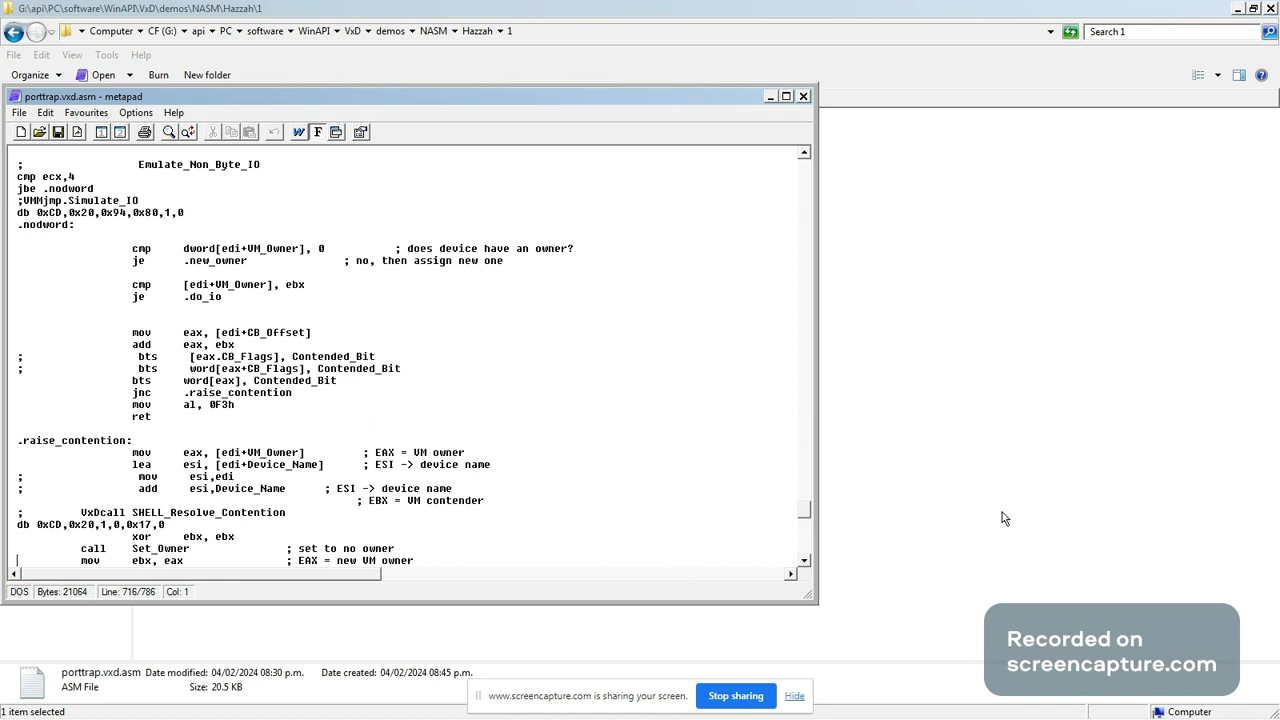 G:\api\PC\software\WinAPI\VxD\demos\NASM\Hazzah\1
Computer CF (G:) api PC software WinAPI VxD demos NASM Hazzah 1 Search 1
File Edit View Tools Help
Organize Open Burn New folder
porttrap.vxd.asm - metapad
File Edit Favourites Options Help
; Emulate_Non_Byte_IO
cmp ecx,4
jbe .nodword
;VMMjmp.Simulate_IO
db 0xCD,0x20,0x94,0x80,1,0
.nodword:
cmp dword[edi+VM_Owner], 0 ; does device have an owner?
je .new_owner ; no, then assign new one
cmp [edi+VM_Owner], ebx
je .do_io
mov eax, [edi+CB_Offset]
add eax, ebx
; bts [eax.CB_Flags], Contended_Bit
; bts word[eax+CB_Flags], Contended_Bit
bts word[eax], Contended_Bit
jnc .raise_contention
mov al, 0F3h
ret
.raise_contention:
mov eax, [edi+VM_Owner] ; EAX = VM owner
lea esi, [edi+Device_Name] ; ESI -> device name
; mov esi,edi
; add esi,Device_Name ; ESI -> device name
; EBX = VM contender
; VxDcall SHELL_Resolve_Contention
db 0xCD,0x20,1,0,0x17,0
xor ebx, ebx
call Set_Owner ; set to no owner
mov ebx, eax ; EAX = new VM owner
DOS Bytes: 21064 Line: 716/786 Col: 1
Recorded on
screencapture.com
porttrap.vxd.asm Date modified: 04/02/2024 08:30 p.m. Date created: 04/02/2024 08:45 p.m.
ASM File Size: 20.5 KB
www.screencapture.com is sharing your screen. Stop sharing Hide
1 item selected Computer